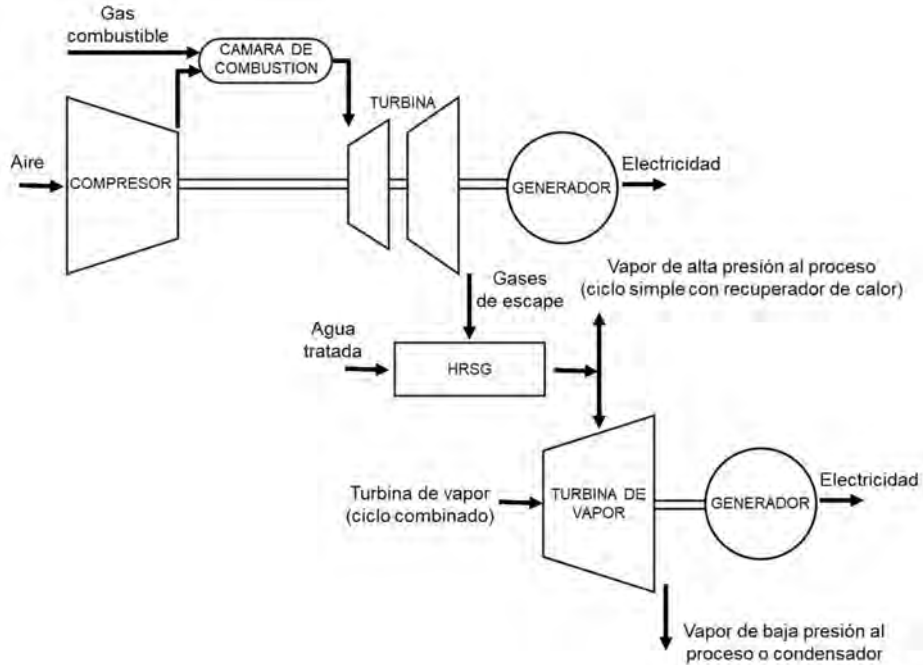 Gas
combustible
CAMARA DE
COMBUSTION
TURBINA
Aire
COMPRESOR
GENERADOR
Electricidad
Gases
de escape
Vapor de alta presión al proceso
(ciclo simple con recuperador de calor)
Agua
tratada
HRSG
Turbina de vapor
(ciclo combinado)
TURBINA DE
VAPOR
GENERADOR
Electricidad
Vapor de baja presión al
proceso o condensador